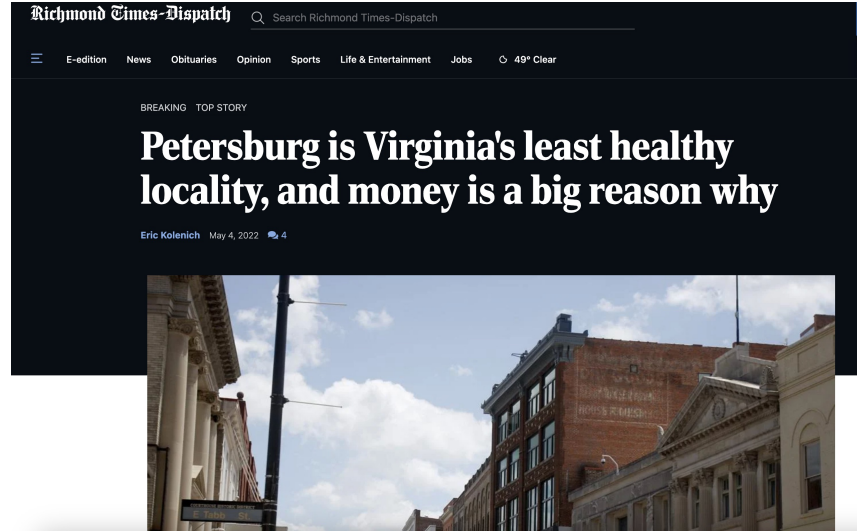 Richmond Times-Dispatch
Search Richmond Times-Dispatch
E-edition News Obituaries Opinion Sports Life & Entertainment Jobs 49° Clear
BREAKING TOP STORY
Petersburg is Virginia's least healthy
locality, and money is a big reason why
Eric Kolenich May 4, 2022 4
E Tabb St